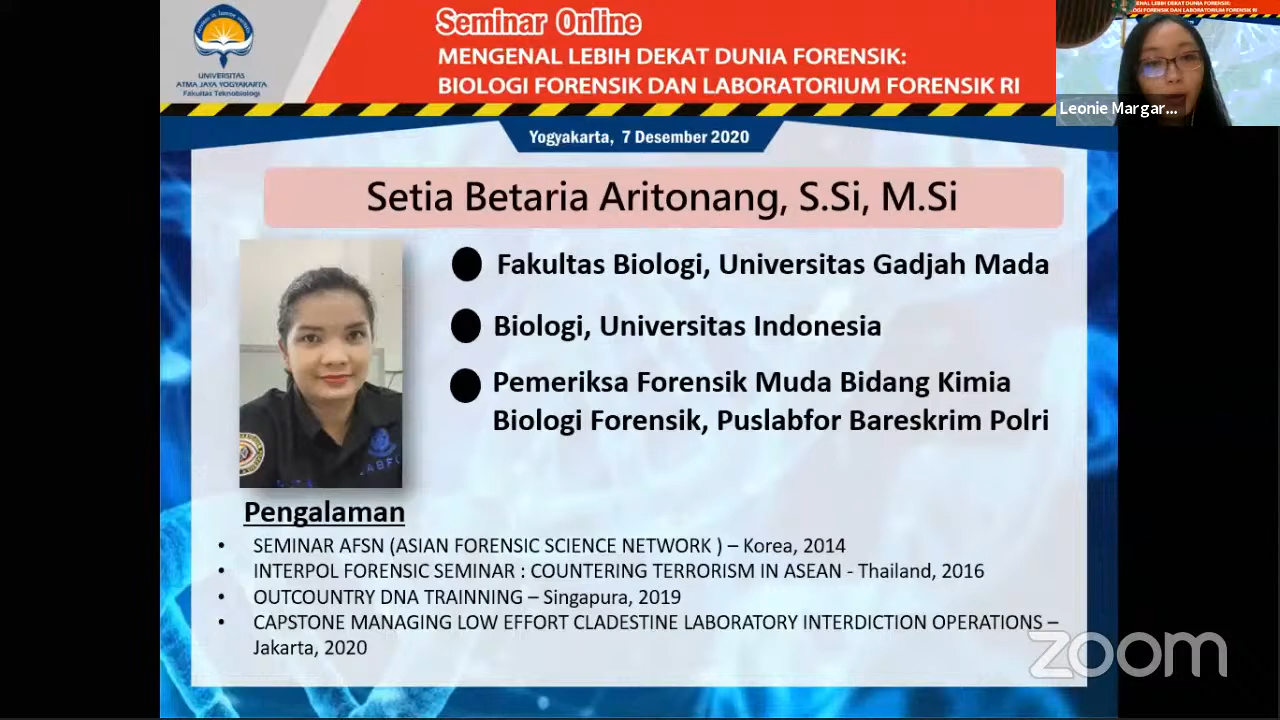 UNIVERSITAS
ATMA JAYA YOGYAKARTA
Fakultas Teknobiologi
Seminar Online
MENGENAL LEBIH DEKAT DUNIA FORENSIK:
BIOLOGI FORENSIK DAN LABORATORIUM FORENSIK RI
Yogyakarta, 7 Desember 2020
Leonie Margar...
Setia Betaria Aritonang, S.Si, M.Si
Fakultas Biologi, Universitas Gadjah Mada
Biologi, Universitas Indonesia
Pemeriksa Forensik Muda Bidang Kimia
Biologi Forensik, Puslabfor Bareskrim Polri
Pengalaman
• SEMINAR AFSN (ASIAN FORENSIC SCIENCE NETWORK ) – Korea, 2014
• INTERPOL FORENSIC SEMINAR : COUNTERING TERRORISM IN ASEAN - Thailand, 2016
• OUTCOUNTRY DNA TRAINNING – Singapura, 2019
• CAPSTONE MANAGING LOW EFFORT CLADESTINE LABORATORY INTERDICTION OPERATIONS –
Jakarta, 2020
zoom